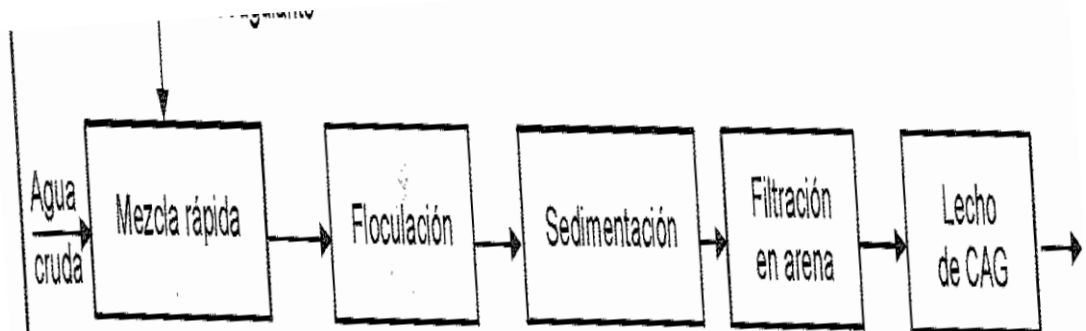 Agua
cruda
Mezcla rápida
Floculación
Sedimentación
Filtración
en arena
Lecho
de CAG